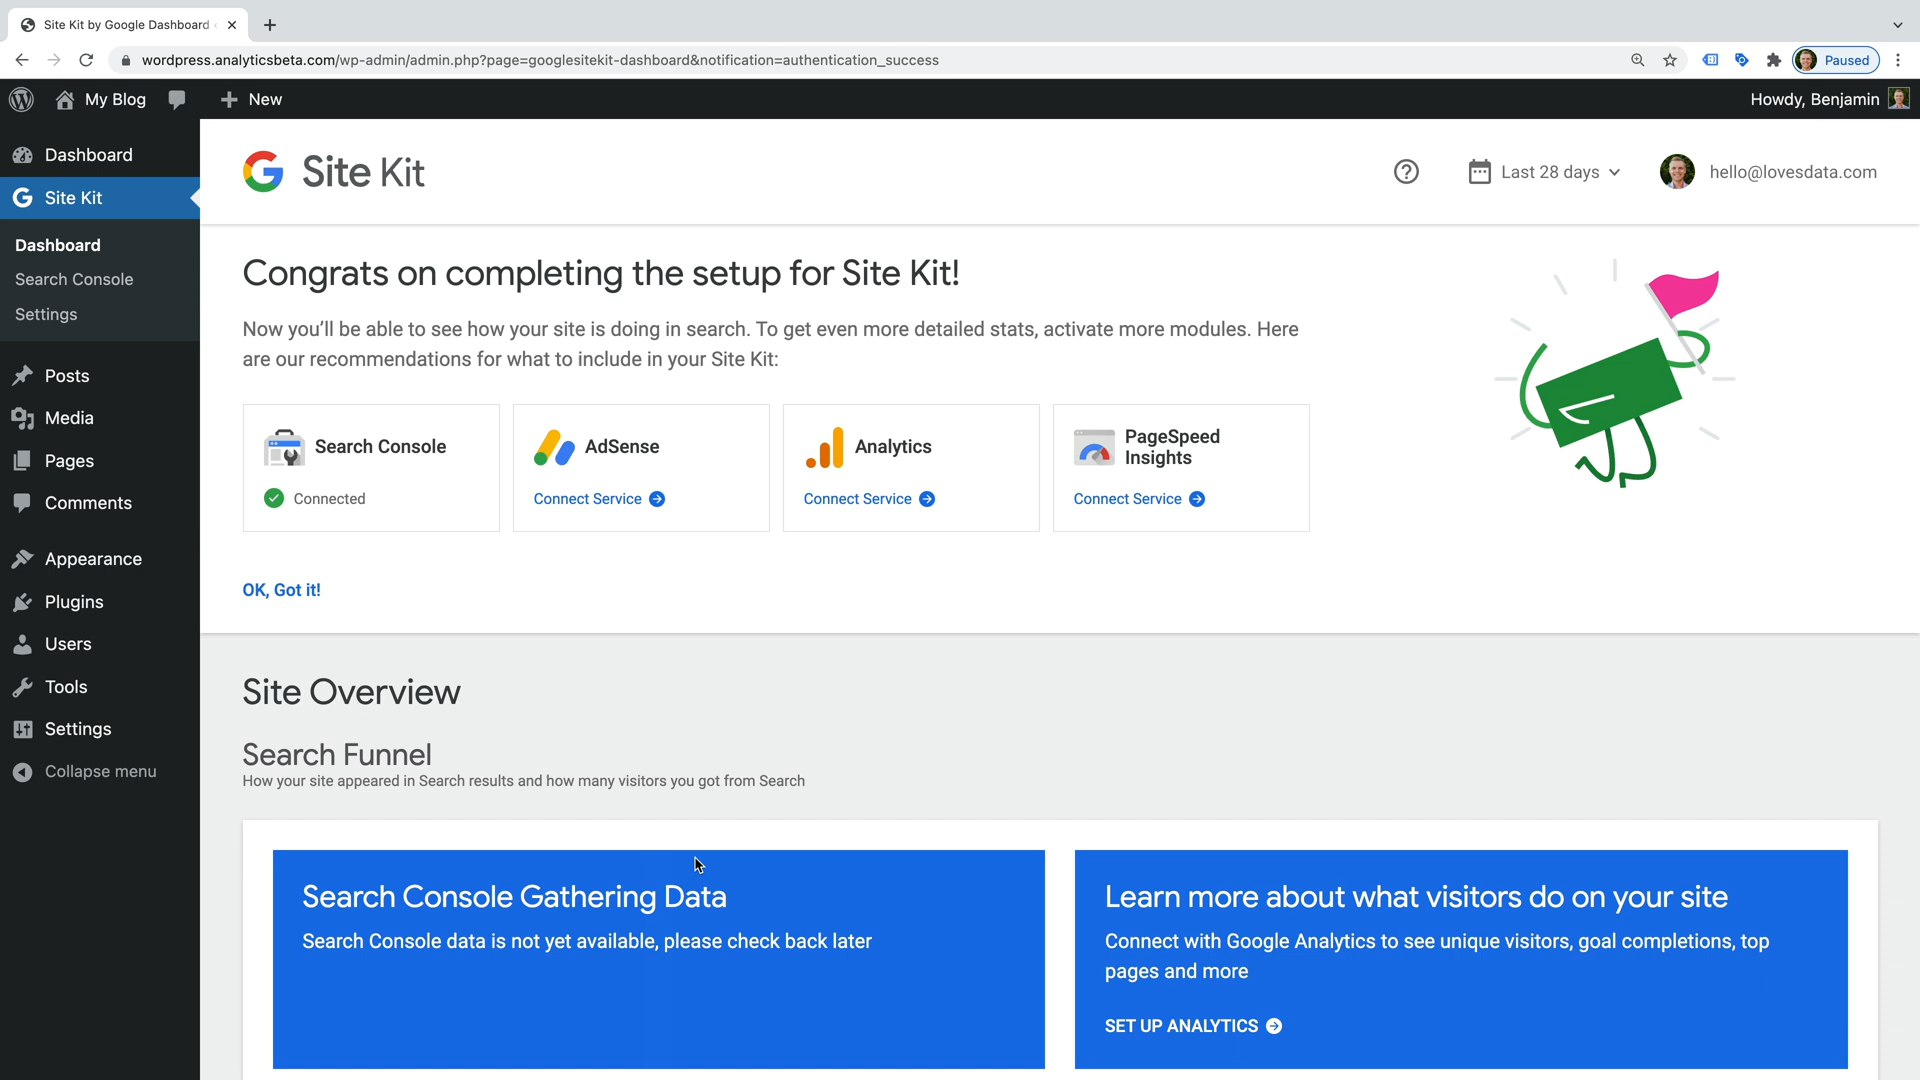 Site Kit by Google Dashboard
wordpress.analyticsbeta.com/wp-admin/admin.php?page=googlesitekit-dashboard&notification=authentication_success
Paused
My Blog
New
Howdy, Benjamin
Dashboard
Site Kit
Dashboard
Search Console
Settings
Posts
Media
Pages
Comments
Appearance
Plugins
Users
Tools
Settings
Collapse menu
Site Kit
Last 28 days
hello@lovesdata.com
Congrats on completing the setup for Site Kit!
Now you’ll be able to see how your site is doing in search. To get even more detailed stats, activate more modules. Here
are our recommendations for what to include in your Site Kit:
Search Console
Connected
AdSense
Connect Service
Analytics
Connect Service
PageSpeed
Insights
Connect Service
OK, Got it!
Site Overview
Search Funnel
How your site appeared in Search results and how many visitors you got from Search
Search Console Gathering Data
Search Console data is not yet available, please check back later
Learn more about what visitors do on your site
Connect with Google Analytics to see unique visitors, goal completions, top
pages and more
SET UP ANALYTICS